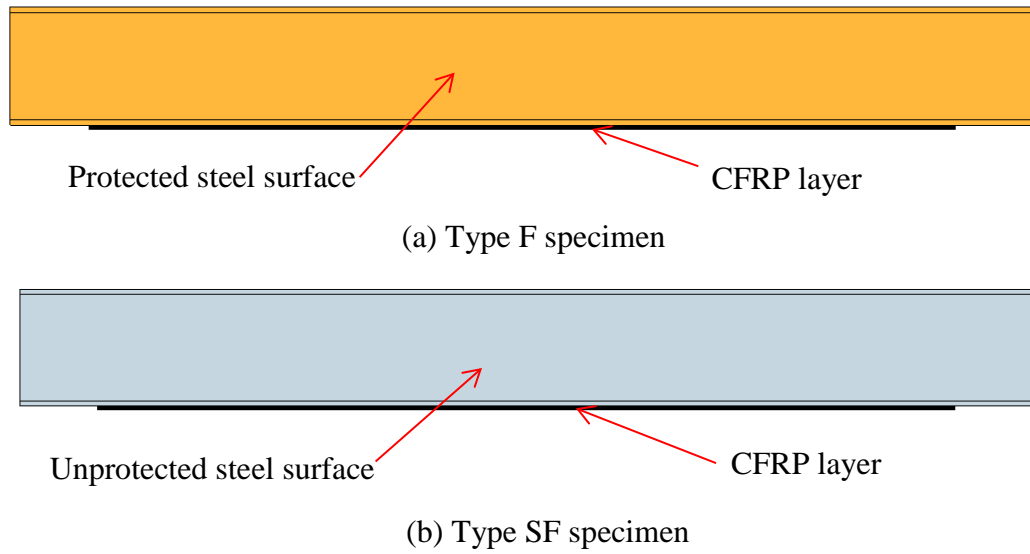 Protected steel surface
CFRP layer
(a) Type F specimen
Unprotected steel surface
CFRP layer
(b) Type SF specimen